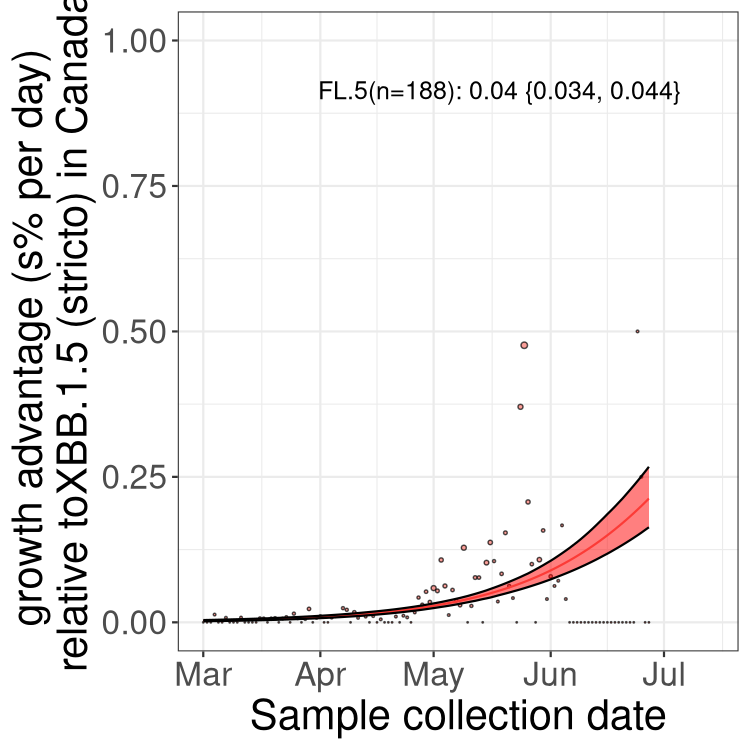 growth advantage (s% per day)
relative toXBB.1.5 (stricto) in Canada
1.00
0.75
0.50
0.25
0.00
FL.5(n=188): 0.04 {0.034, 0.044}
Mar Apr May Jun Jul
Sample collection date